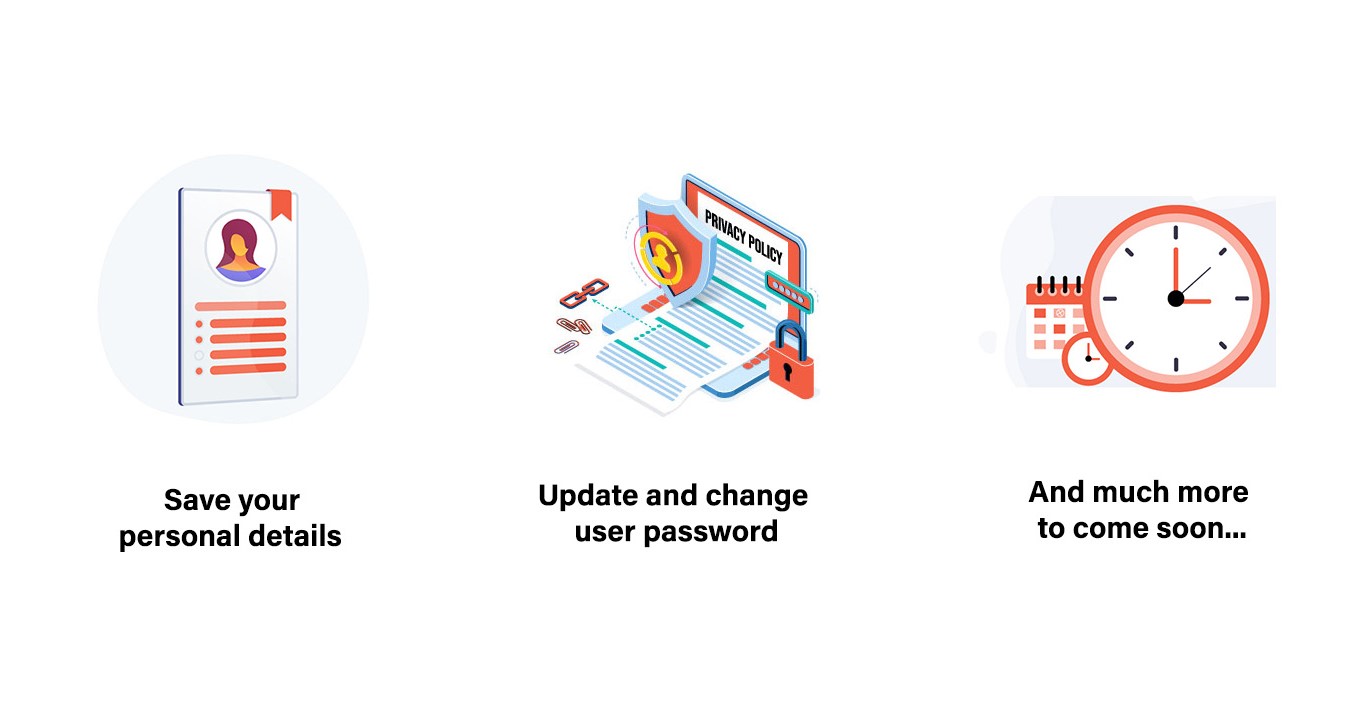 PRIVACY POLICY
Save your
personal details
Update and change
user password
And much more
to come soon...